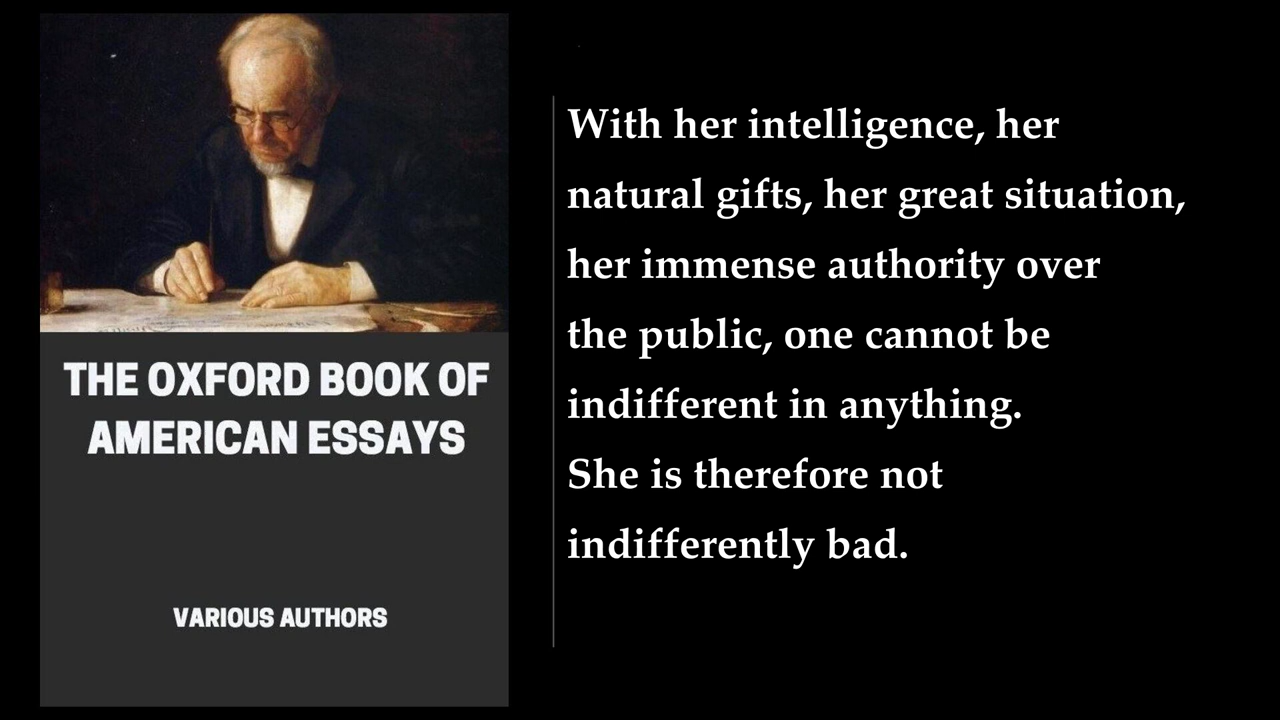 THE OXFORD BOOK OF
AMERICAN ESSAYS
VARIOUS AUTHORS
With her intelligence, her
natural gifts, her great situation,
her immense authority over
the public, one cannot be
indifferent in anything.
She is therefore not
indifferently bad.